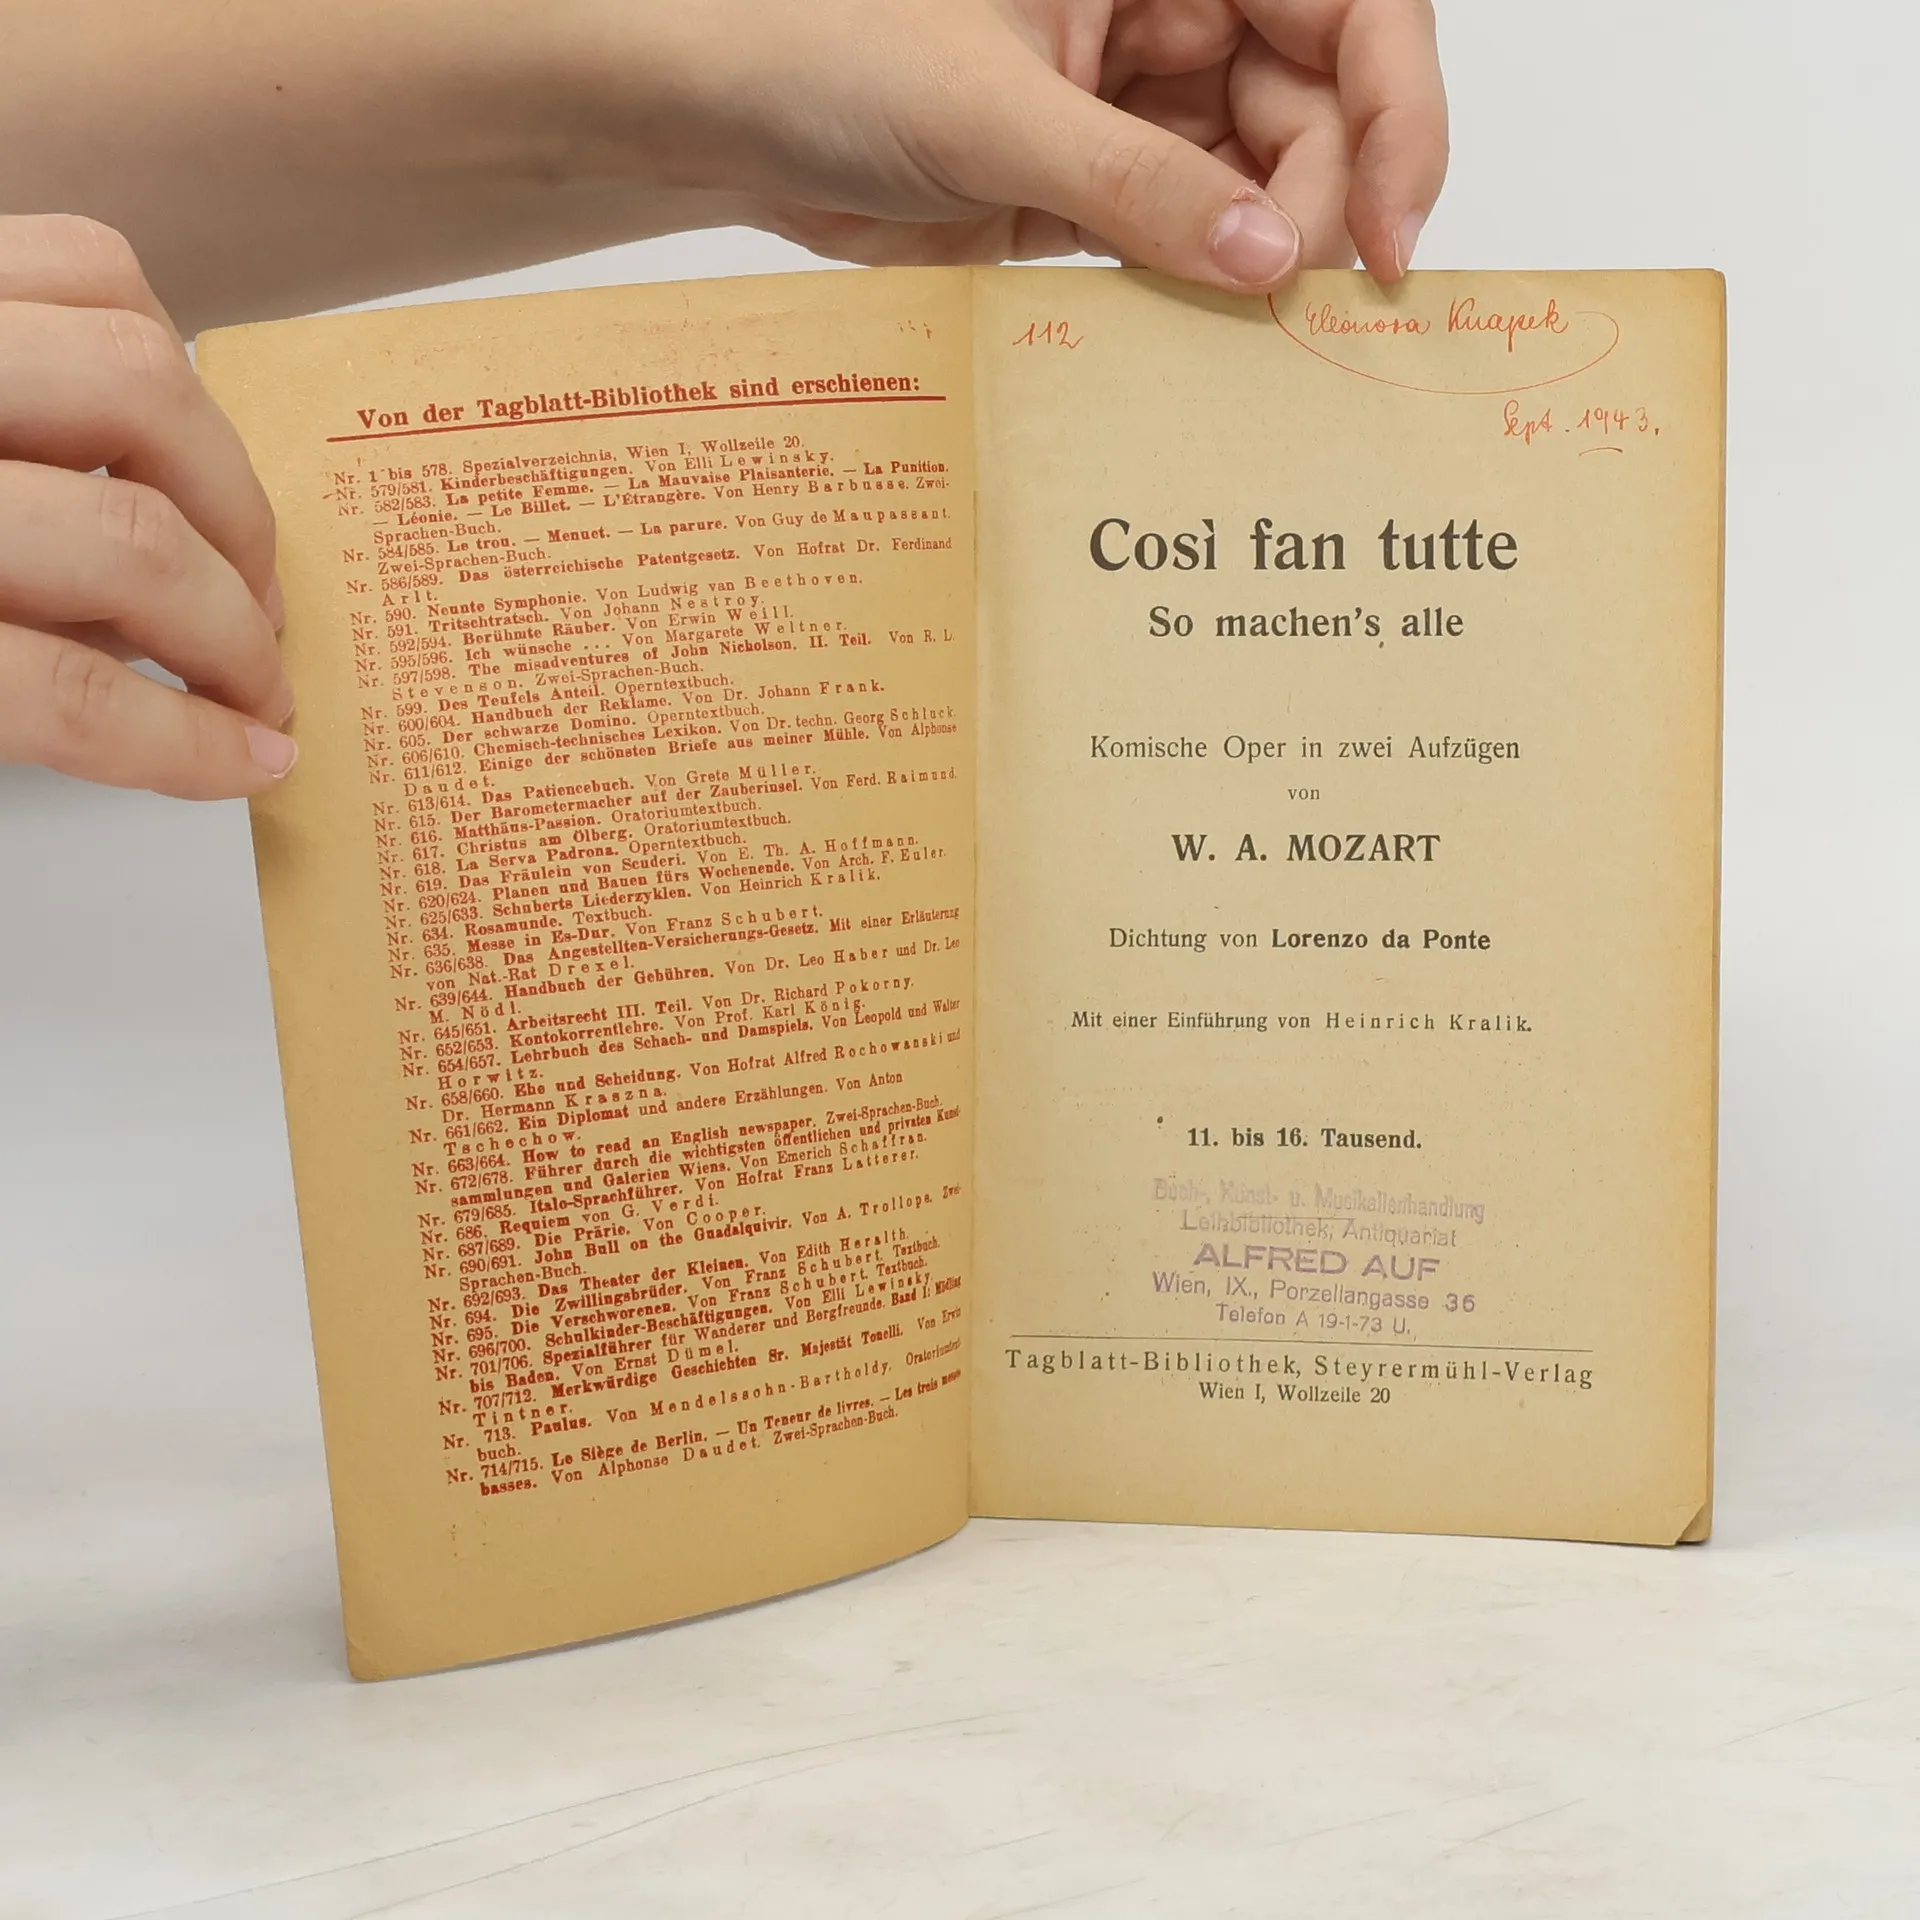 Von der Tagblatt-Bibliothek sind erschienen:
Nr. 1 bis 578. Spezialverzeichnis, Wien I, Wollzeile 20.
Nr. 579/581. Kinderbeschäftigungen. Von Elli Lewinsky.
Nr. 582/583. La petite Femme. — La Mauvaise Plaisanterie. — La Punition.
— Léonie. — Le Billet. — L'Étrangère. Von Henry Barbusse. Zwei-
Sprachen-Buch.
Nr. 584/585. Le trou. — Menuet. — La parure. Von Guy de Maupassant.
Zwei-Sprachen-Buch.
Nr. 586/589. Das österreichische Patentgesetz. Von Hofrat Dr. Ferdinand
Arlt.
Nr. 590. Neunte Symphonie. Von Ludwig van Beethoven.
Nr. 591. Tritschtratsch. Von Johann Nestroy.
Nr. 592/594. Berühmte Räuber. Von Erwin Weill.
Nr. 595/596. Ich wünsche ... Von Margarete Weltner.
Nr. 597/598. The misadventures of John Nicholson. II. Teil. Von R. L.
Stevenson. Zwei-Sprachen-Buch.
Nr. 599. Des Teufels Anteil. Operntextbuch.
Nr. 600/604. Handbuch der Reklame. Von Dr. Johann Frank.
Nr. 605. Der schwarze Domino. Operntextbuch.
Nr. 606/610. Chemisch-technisches Lexikon. Von Dr. techn. Georg Schluck.
Nr. 611/612. Einige der schönsten Briefe aus meiner Mühle. Von Alphonse
Daudet.
Nr. 613/614. Das Patiencebuch. Von Grete Müller.
Nr. 615. Der Barometermacher auf der Zauberinsel. Von Ferd. Raimund.
Nr. 616. Matthäus-Passion. Oratoriumtextbuch.
Nr. 617. Christus am Ölberg. Oratoriumtextbuch.
Nr. 618. La Serva Padrona. Operntextbuch.
Nr. 619. Das Fräulein von Scuderi. Von E. Th. A. Hoffmann.
Nr. 620/624. Planen und Bauen fürs Wochenende. Von Arch. F. Euler.
Nr. 625/633. Schuberts Liederzyklen. Von Heinrich Kralik.
Nr. 634. Rosamunde. Textbuch.
Nr. 635. Messe in Es-Dur. Von Franz Schubert.
Nr. 636/638. Das Angestellten-Versicherungs-Gesetz. Mit einer Erläuterung
von Nat.-Rat Drexel.
Nr. 639/644. Handbuch der Gebühren. Von Dr. Leo Haber und Dr. Leo
M. Nödl.
Nr. 645/651. Arbeitsrecht III. Teil. Von Dr. Richard Pokorny.
Nr. 652/653. Kontokorrentlehre. Von Prof. Karl König.
Nr. 654/657. Lehrbuch des Schach- und Damspiels. Von Leopold und Walter
Horwitz.
Nr. 658/660. Ehe und Scheidung. Von Hofrat Alfred Rochowanski und
Dr. Hermann Kraszna.
Nr. 661/662. Ein Diplomat und andere Erzählungen. Von Anton
Tschechow.
Nr. 663/664. How to read an English newspaper. Zwei-Sprachen-Buch.
Nr. 672/678. Führer durch die wichtigsten öffentlichen und privaten Kunst-
sammlungen und Galerien Wiens. Von Emerich Schaffran.
Nr. 679/685. Italo-Sprachführer. Von Hofrat Franz Latterer.
Nr. 686. Requiem von G. Verdi.
Nr. 687/689. Die Prärie. Von Cooper.
Nr. 690/691. John Bull on the Guadalquivir. Von A. Trollope. Zwei-
Sprachen-Buch.
Nr. 692/693. Das Theater der Kleinen. Von Edith Heralth.
Nr. 694. Die Zwillingsbrüder. Von Franz Schubert. Textbuch.
Nr. 695. Die Verschworenen. Von Franz Schubert. Textbuch.
Nr. 696/700. Schulkinder-Beschäftigungen. Von Elli Lewinsky.
Nr. 701/706. Spezialführer für Wanderer und Bergfreunde. Band I: Mödling
bis Baden. Von Ernst Dümel.
Nr. 707/712. Merkwürdige Geschichten Sr. Majestät Tonelli. Von Erwin
Tintner.
Nr. 713. Paulus. Von Mendelssohn-Bartholdy. Oratoriumtext-
buch.
Nr. 714/715. Le Siège de Berlin. — Un Teneur de livres. — Les trois messes
basses. Von Alphonse Daudet. Zwei-Sprachen-Buch.
112
Eleonora Knapek
Sept. 1943.
Così fan tutte
So machen's alle
Komische Oper in zwei Aufzügen
von
W. A. MOZART
Dichtung von Lorenzo da Ponte
Mit einer Einführung von Heinrich Kralik.
11. bis 16. Tausend.
Buch-, Kunst- u. Musikalienhandlung
Leihbibliothek, Antiquariat
ALFRED AUF
Wien, IX., Porzellangasse 36
Telefon A 19-1-73 U.
Tagblatt-Bibliothek, Steyrermühl-Verlag
Wien I, Wollzeile 20